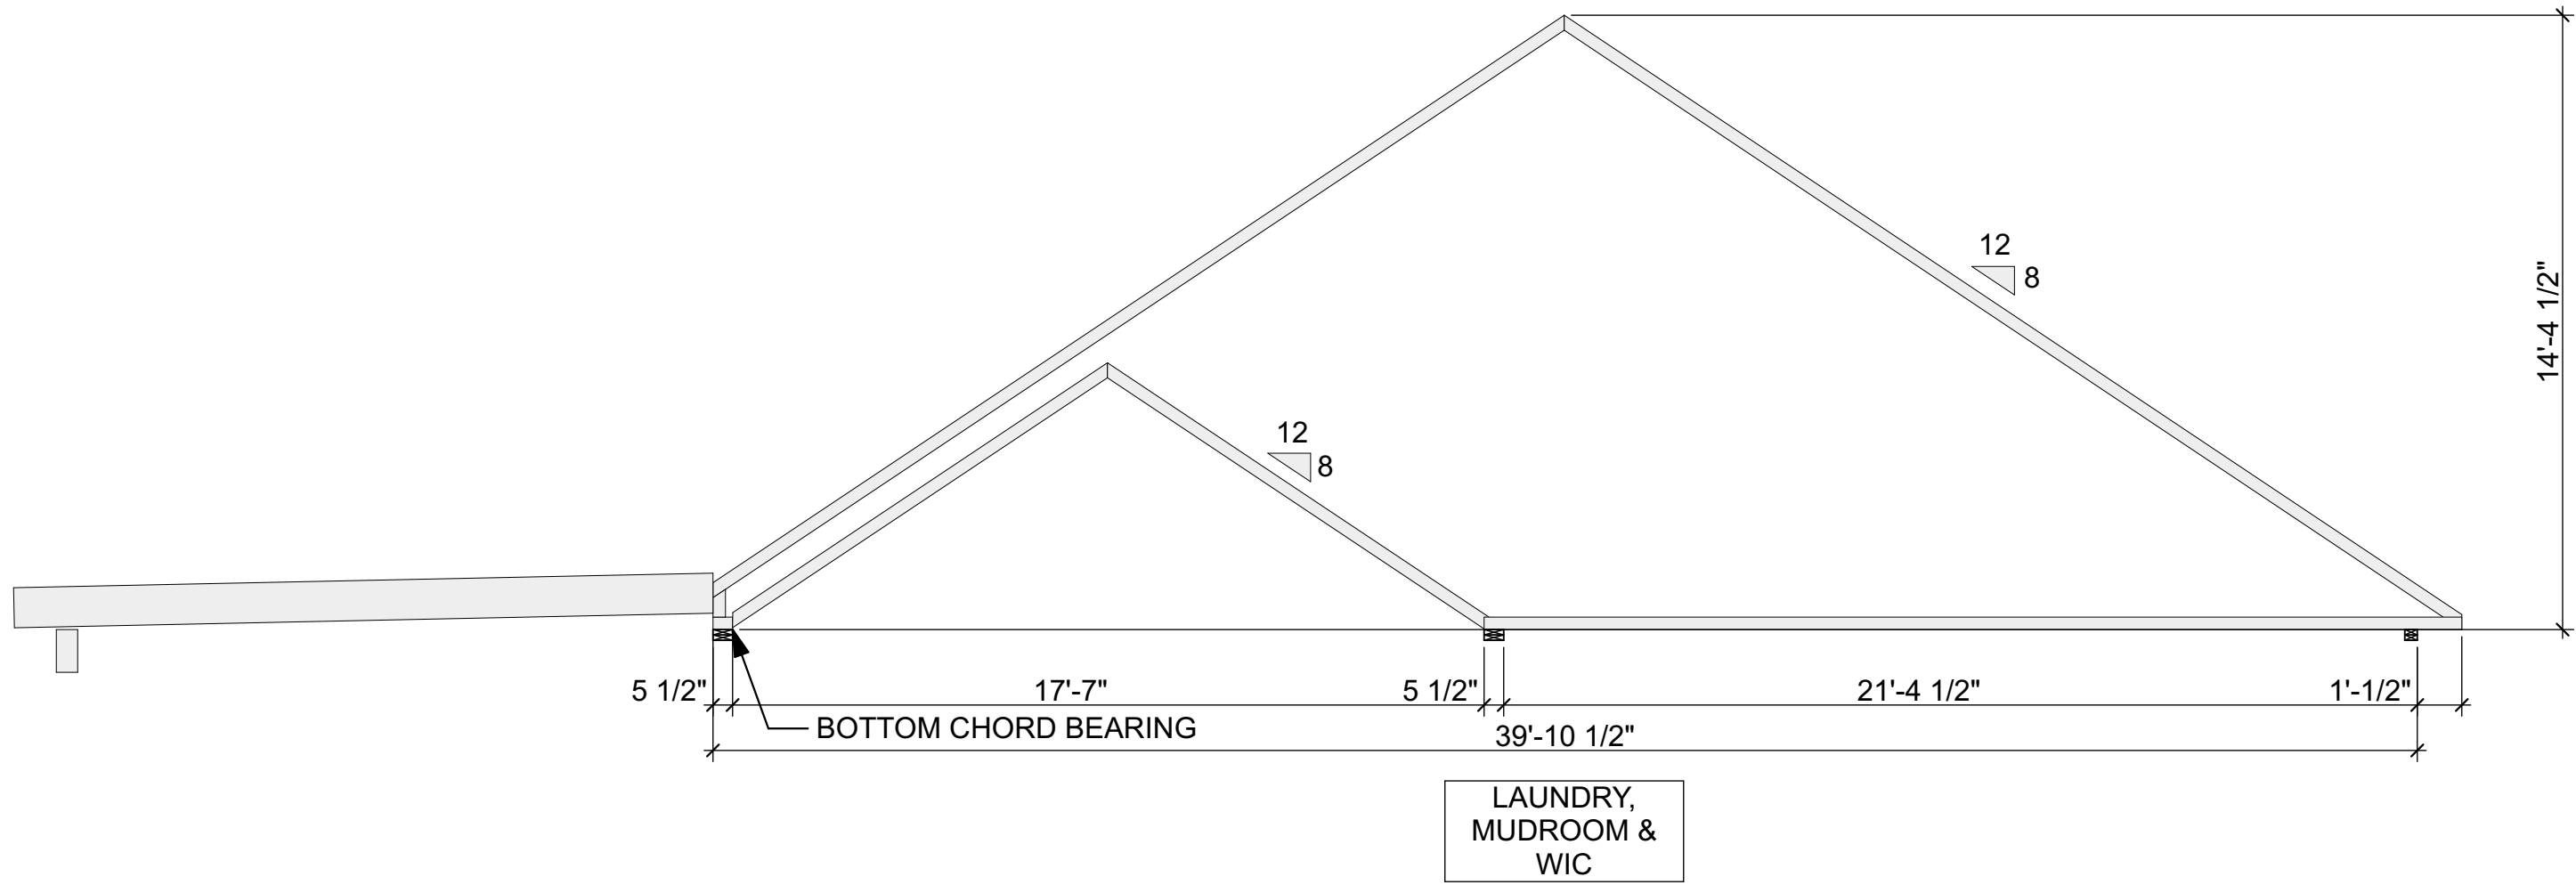 12
8
14'-4 1/2"
12
8
5 1/2"
17'-7"
5 1/2"
21'-4 1/2"
1'-1/2"
BOTTOM CHORD BEARING
39'-10 1/2"
LAUNDRY,
MUDROOM &
WIC